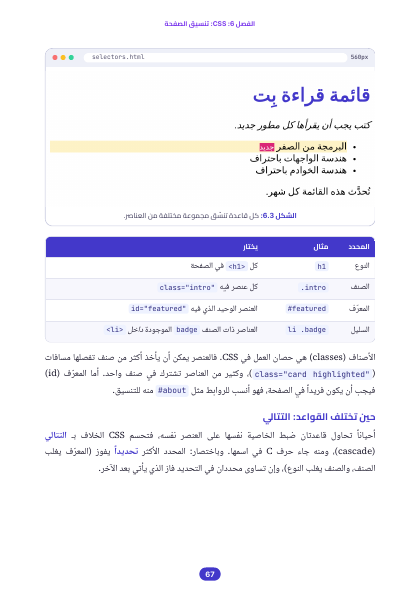 الفصل 6: CSS: تنسيق الصفحة
selectors.html
560px
قائمة قراءة بِت
كتب يجب أن يقرأها كل مطور جديد.
البرمجة من الصفر جديد
هندسة الواجهات باحتراف
هندسة الخوادم باحتراف
تُحدَّث هذه القائمة كل شهر.
الشكل 6.3: كل قاعدة تنسّق مجموعة مختلفة من العناصر.
المحدد مثال يختار
النوع h1 كل <h1> في الصفحة
الصنف .intro كل عنصر فيه class="intro"
المعرّف #featured العنصر الوحيد الذي فيه id="featured"
السليل li .badge العناصر ذات الصنف badge الموجودة داخل <li>
الأصناف (classes) هي حصان العمل في CSS. فالعنصر يمكن أن يأخذ أكثر من صنف تفصلها مسافات
(class="card highlighted")، وكثير من العناصر تشترك في صنف واحد. أما المعرّف (id)
فيجب أن يكون فريداً في الصفحة، فهو أنسب للروابط مثل #about منه للتنسيق.
حين تختلف القواعد: التتالي
أحياناً تحاول قاعدتان ضبط الخاصية نفسها على العنصر نفسه، فتحسم CSS الخلاف بـ التتالي
(cascade)، ومنه جاء حرف C في اسمها. وباختصار: المحدد الأكثر تحديداً يفوز (المعرّف يغلب
الصنف، والصنف يغلب النوع)، وإن تساوى محددان في التحديد فاز الذي يأتي بعد الآخر.
67